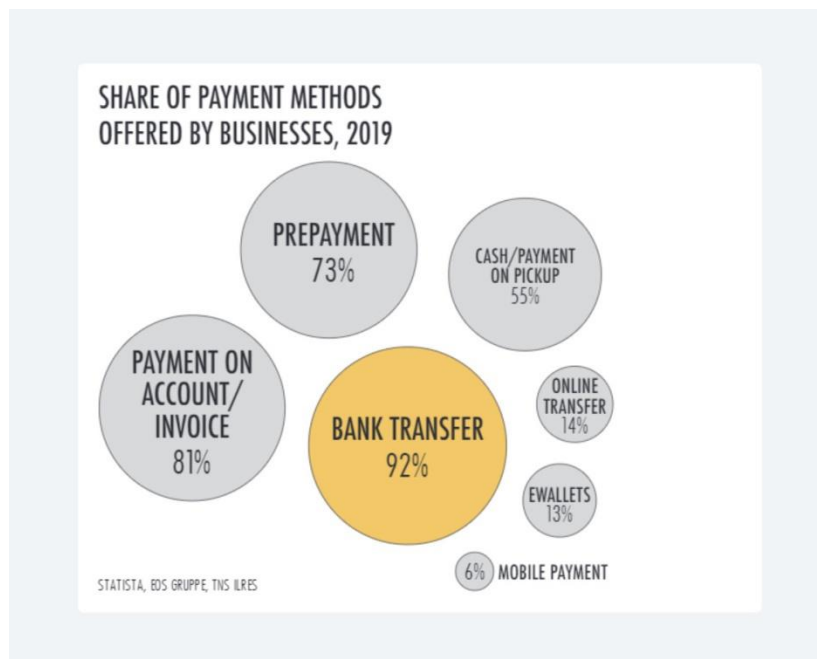 SHARE OF PAYMENT METHODS
OFFERED BY BUSINESSES, 2019
PREPAYMENT
73%
CASH/PAYMENT
ON PICKUP
55%
PAYMENT ON
ACCOUNT/
INVOICE
81%
BANK TRANSFER
92%
ONLINE
TRANSFER
14%
EWALLETS
13%
6% MOBILE PAYMENT
STATISTA, EOS GRUPPE, TNS ILRES